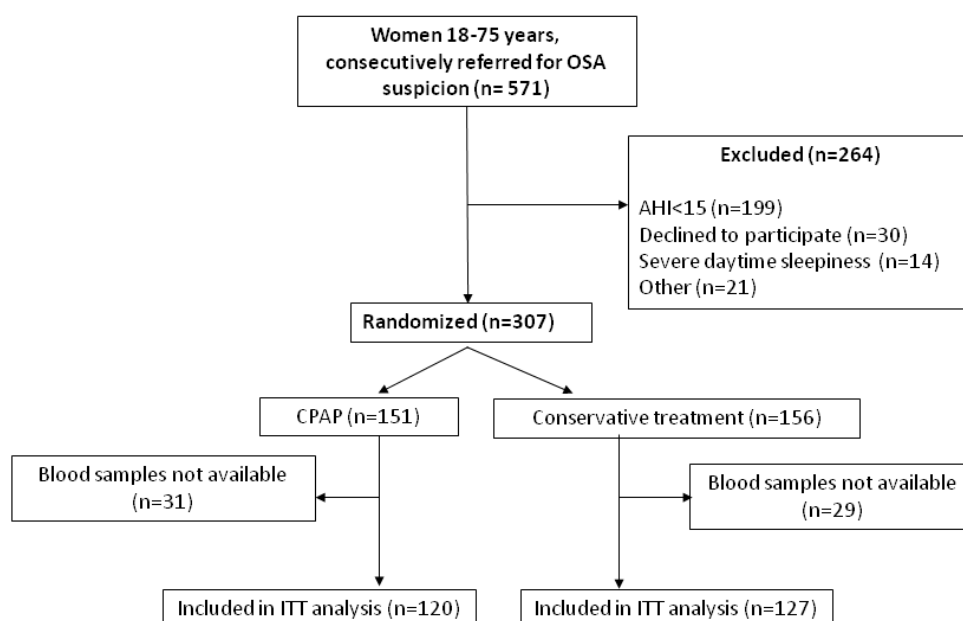 Women 18-75 years,
consecutively referred for OSA
suspicion (n= 571)
Excluded (n=264)
AHI<15 (n=199)
Declined to participate (n=30)
Severe daytime sleepiness (n=14)
Other (n=21)
Randomized (n=307)
CPAP (n=151)
Conservative treatment (n=156)
Blood samples not available
(n=31)
Blood samples not available
(n=29)
Included in ITT analysis (n=120)
Included in ITT analysis (n=127)